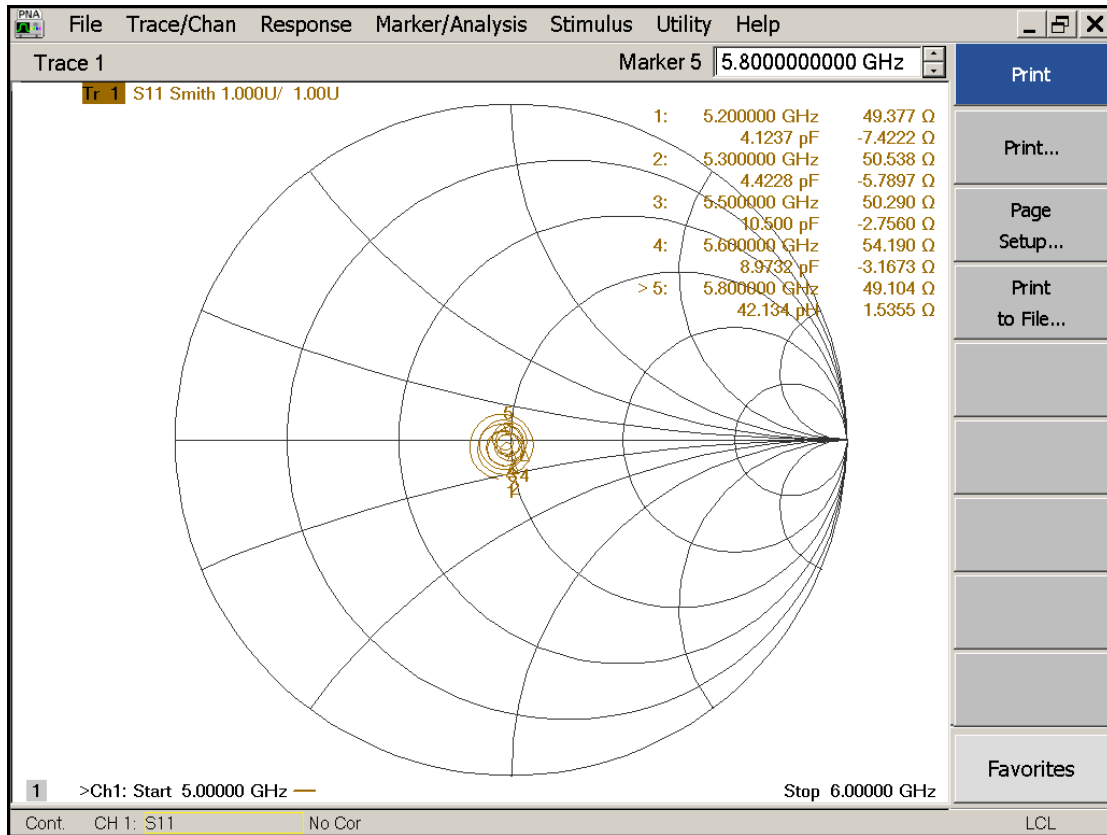 PNA File Trace/Chan Response Marker/Analysis Stimulus Utility Help
Trace 1 Marker 5 5.8000000000 GHz
Print
Tr 1 S11 Smith 1.000U/ 1.00U
1: 5.200000 GHz 49.377 Ω
4.1237 pF -7.4222 Ω
2: 5.300000 GHz 50.538 Ω
4.4228 pF -5.7897 Ω
3: 5.500000 GHz 50.290 Ω
10.500 pF -2.7560 Ω
4: 5.600000 GHz 54.190 Ω
8.9732 pF -3.1673 Ω
> 5: 5.800000 GHz 49.104 Ω
42.134 pH 1.5355 Ω
Print...
Page
Setup...
Print
to File...
5
4
2
1 >Ch1: Start 5.00000 GHz Stop 6.00000 GHz
Favorites
Cont. CH 1: S11 No Cor LCL